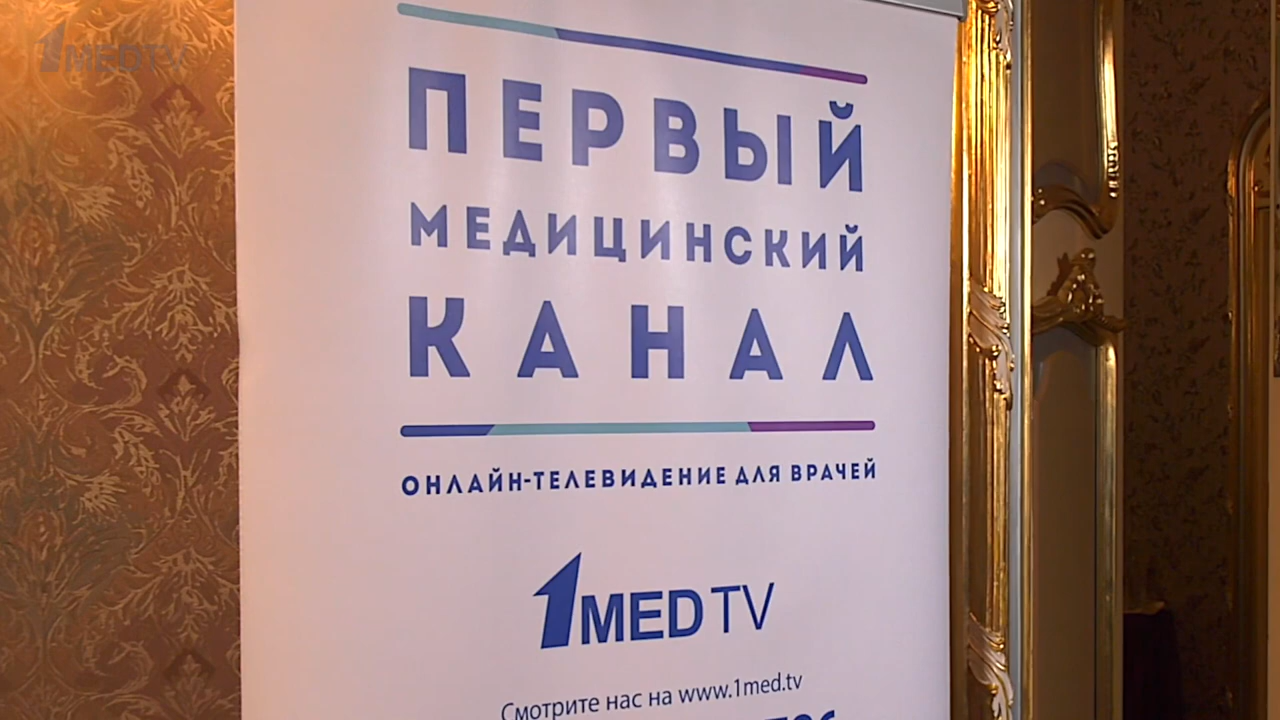 1MEDTV
ПЕРВЫЙ
МЕДИЦИНСКИЙ
КАНАЛ
ОНЛАЙН-ТЕЛЕВИДЕНИЕ ДЛЯ ВРАЧЕЙ
1MED TV
Смотрите нас на www.1med.tv